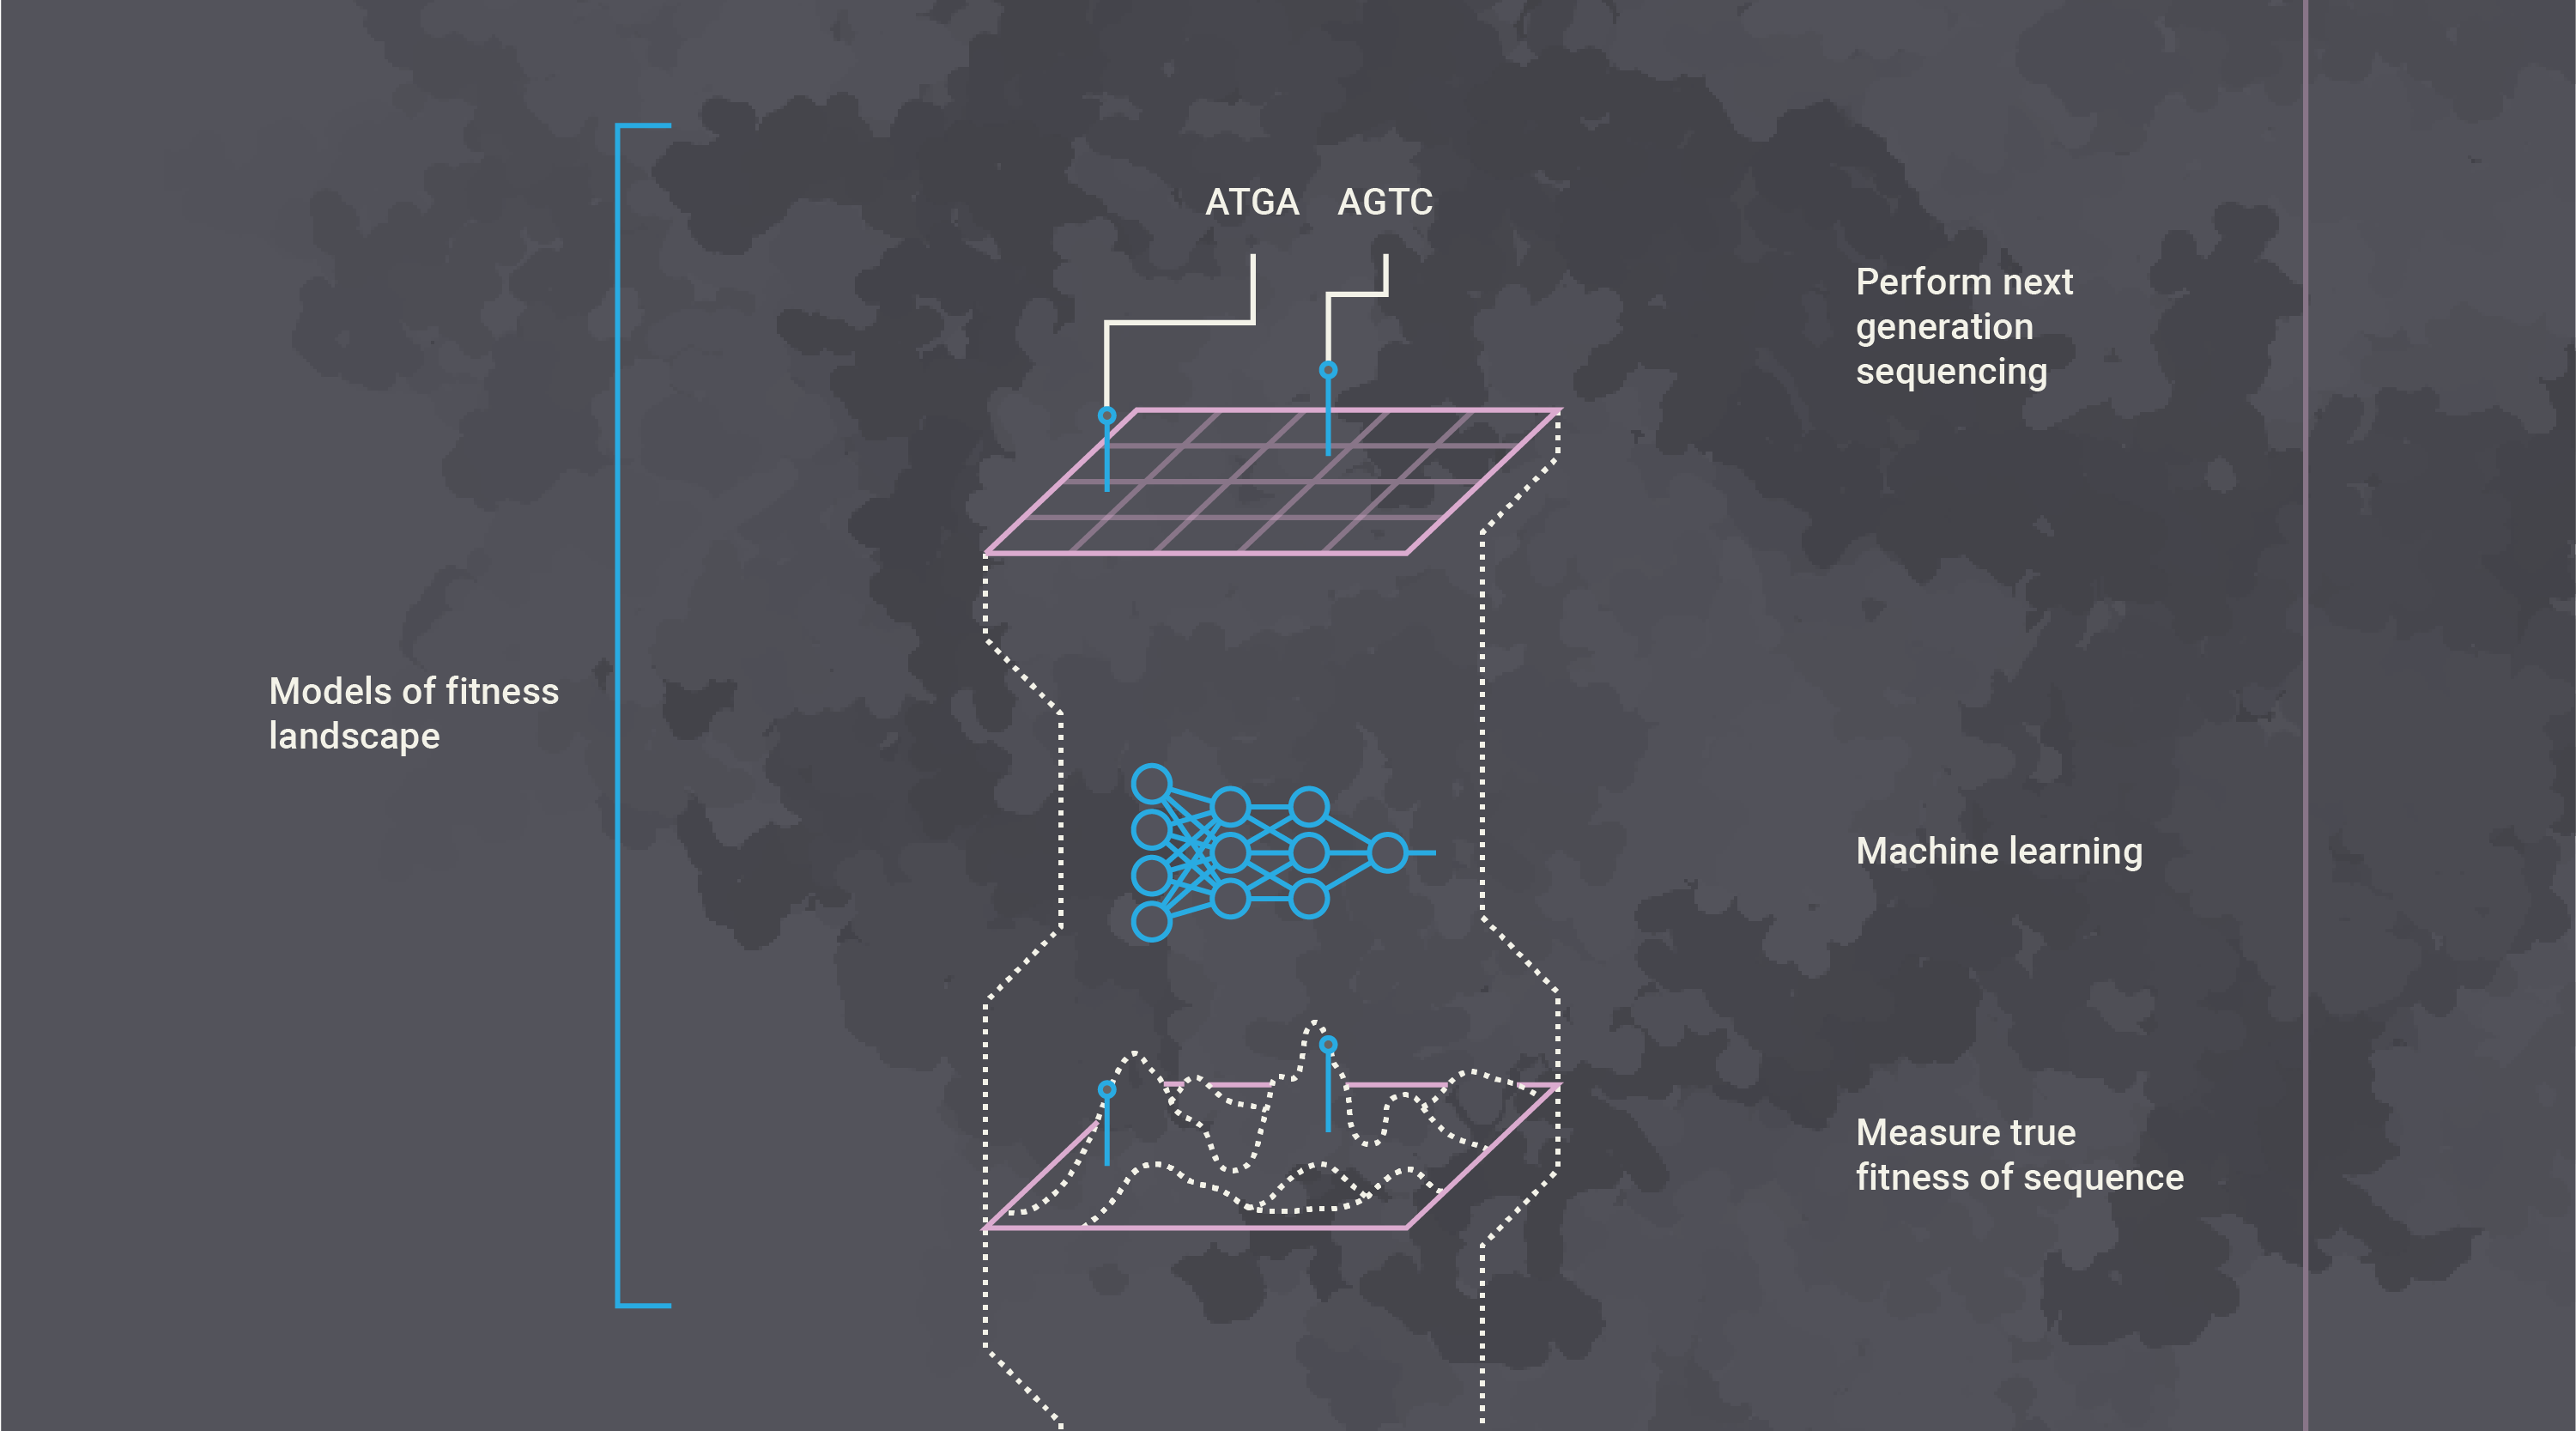 ATGA AGTC
Perform next
generation
sequencing
Models of fitness
landscape
Machine learning
Measure true
fitness of sequence